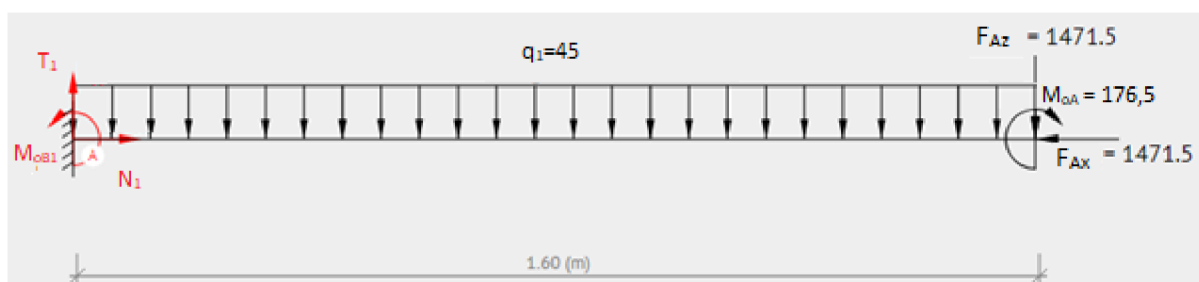 F_Az = 1471.5
q₁=45
T₁
M_oA = 176,5
M_oB1
A
F_Ax = 1471.5
N₁
1.60 (m)